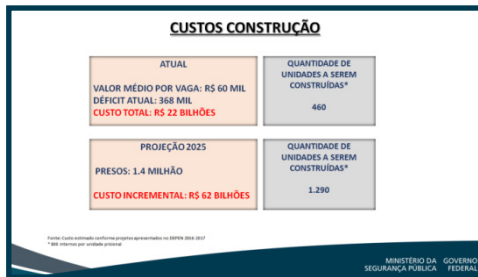 CUSTOS CONSTRUÇÃO
ATUAL
VALOR MÉDIO POR VAGA: R$ 60 MIL
DÉFICIT ATUAL: 368 MIL
CUSTO TOTAL: R$ 22 BILHÕES
QUANTIDADE DE
UNIDADES A SEREM
CONSTRUÍDAS*
460
PROJEÇÃO 2025
PRESOS: 1.4 MILHÃO
CUSTO INCREMENTAL: R$ 62 BILHÕES
QUANTIDADE DE
UNIDADES A SEREM
CONSTRUÍDAS*
1.290
Fonte: Custo estimado conforme projetos apresentados no DEPEN 2016-2017
* 800 internos por unidade prisional
MINISTÉRIO DA GOVERNO
SEGURANÇA PÚBLICA FEDERAL